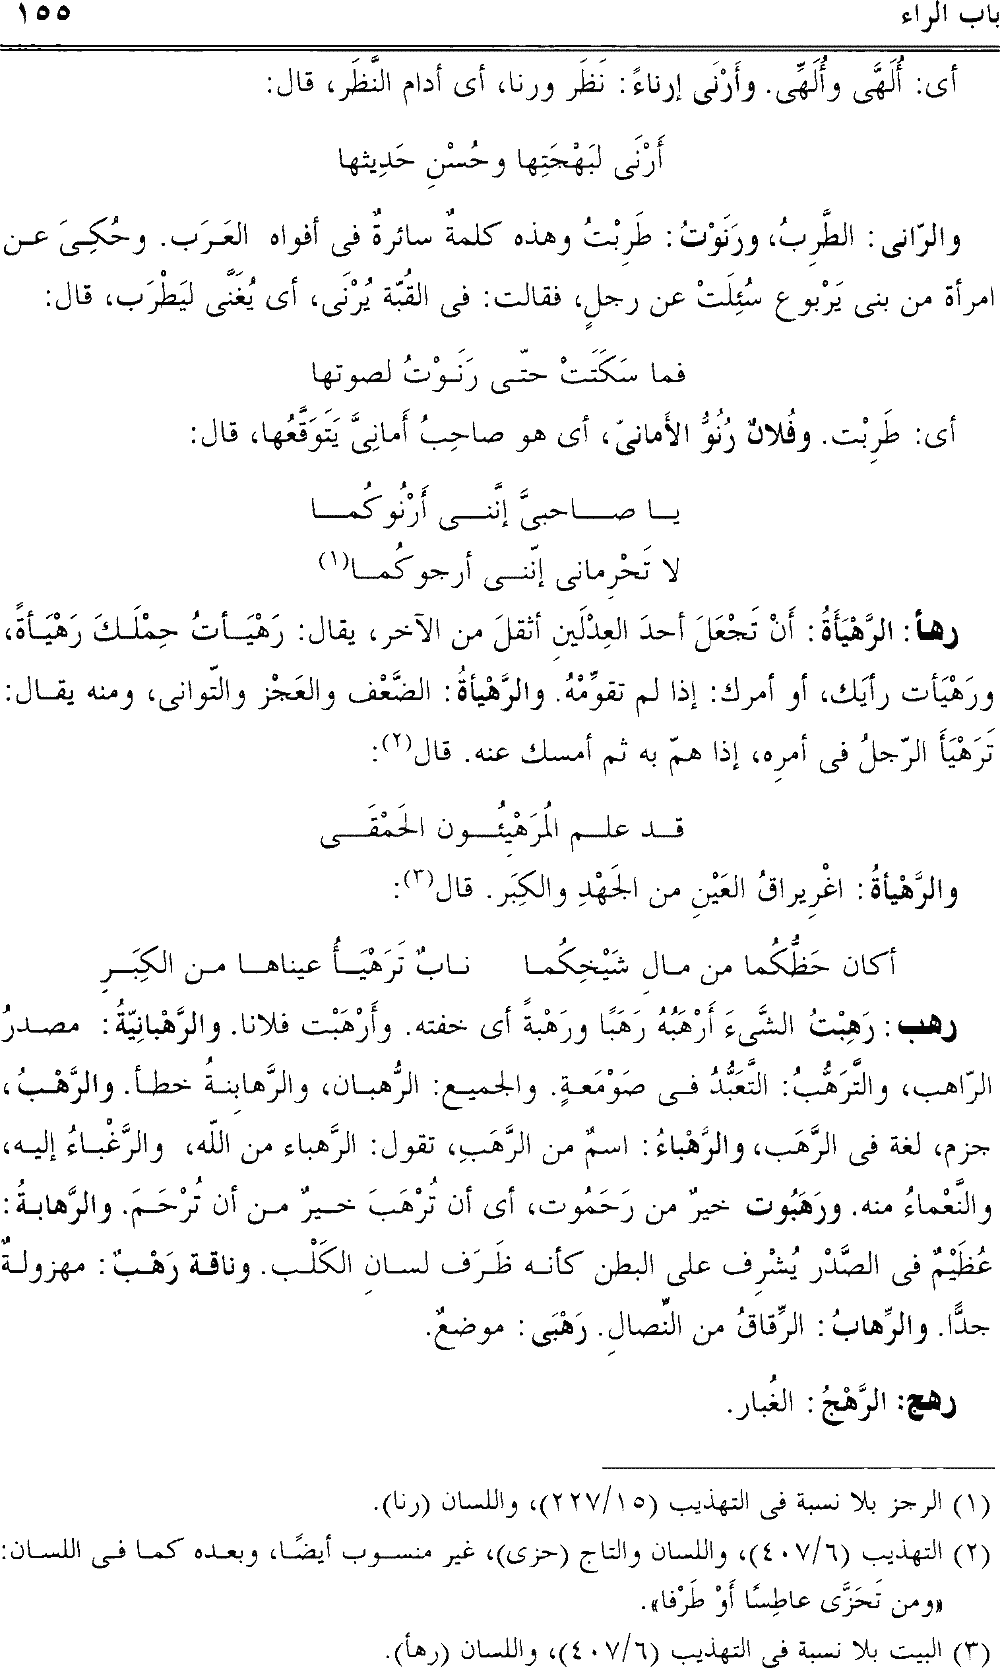 باب الراء ١٥٥
أى: أُلَهَّى وأُلَهِّى. وأَرْنَى إرناءً: نَظَر ورنا، أى أدام النَّظَر، قال:
أَرْنَى لبَهْجَتِها وحُسْنِ حَدِيثها
والرّانى: الطَّرِبُ، ورَنَوْتُ: طَرِبْتُ وهذه كلمةٌ سائرةٌ فى أفواه العَرَب. وحُكِىَ عن
امرأة من بنى يَرْبوع سُئِلَتْ عن رجلٍ، فقالت: فى القُبّة يُرْنَى، أى يُغَنَّى ليَطْرَب، قال:
فما سَكَتَتْ حتّى رَنَوْتُ لصوتها
أى: طَرِبْت. وفُلانٌ رُنُوُّ الأمانىّ، أى هو صاحِبُ أَمانِىَّ يَتَوَقَّعُها، قال:
يا صاحبىَّ إنَّنى أَرْنُوكُما
لا تَحْرِمانى إنّنى أرجوكُما(١)
رهأ: الرَّهْيَأَةُ: أَنْ تَجْعَلَ أحدَ العِدْلَينِ أثقلَ من الآخر، يقال: رَهْيَأتُ حِمْلَكَ رَهْيَأةً،
ورَهْيَأت رأيَك، أو أمرك: إذا لم تقوِّمْهُ. والرَّهْيأةُ: الضَّعْف والعَجْز والتّوانى، ومنه يقال:
تَرَهْيَأَ الرّجلُ فى أمرِه، إذا همّ به ثم أمسك عنه. قال(٢):
قد علم المُرَهْيِئُون الحَمْقَى
والرَّهْيأةُ: اغْرِيراقُ العَيْنِ من الجَهْدِ والكِبَر. قال(٣):
أكان حَظُّكُما من مالِ شَيْخِكُما نابٌ تَرَهْيَأُ عيناها من الكِبَرِ
رهب: رَهِبْتُ الشَّىءَ أَرْهَبُهُ رَهَبًا ورَهْبةً أى خفته. وأَرْهَبْت فلانا. والرَّهْبانِيّةُ: مصدرُ
الرّاهب، والتَّرَهُّبُ: التَّعَبُّدُ فى صَوْمَعَةٍ. والجميع: الرُّهبان، والرَّهابِنةُ خطأ. والرَّهْبُ،
جزم، لغة فى الرَّهَب، والرَّهْباءُ: اسمٌ من الرَّهَبِ، تقول: الرَّهباء من اللّه، والرَّغْباءُ إليه،
والنَّعْماءُ منه. ورَهَبُوت خيرٌ من رَحَمُوت، أى أن تُرْهَبَ خيرٌ من أن تُرْحَمَ. والرَّهابةُ:
عُظَيْمٌ فى الصَّدْر يُشْرِف على البطن كأنه طَرَف لسانِ الكَلْب. وناقة رَهْبٌ: مهزولةٌ
جدًّا. والرِّهابُ: الرِّقاقُ من النِّصالِ. رَهْبَى: موضعٌ.
رهج: الرَّهْجُ: الغُبار.
(١) الرجز بلا نسبة فى التهذيب (٢٢٧/١٥)، واللسان (رنا).
(٢) التهذيب (٤٠٧/٦)، واللسان والتاج (حزى)، غير منسوب أيضًا، وبعده كما فى اللسان:
«ومن تَحَزَّى عاطِسًا أَوْ طَرْقا».
(٣) البيت بلا نسبة فى التهذيب (٤٠٧/٦)، واللسان (رهأ).